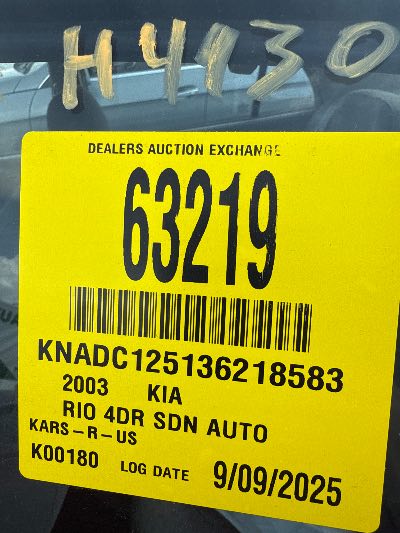 H4130
DEALERS AUCTION EXCHANGE
63219
KNADC125136218583
2003 KIA
RIO 4DR SDN AUTO
KARS-R-US
K00180 LOG DATE 9/09/2025